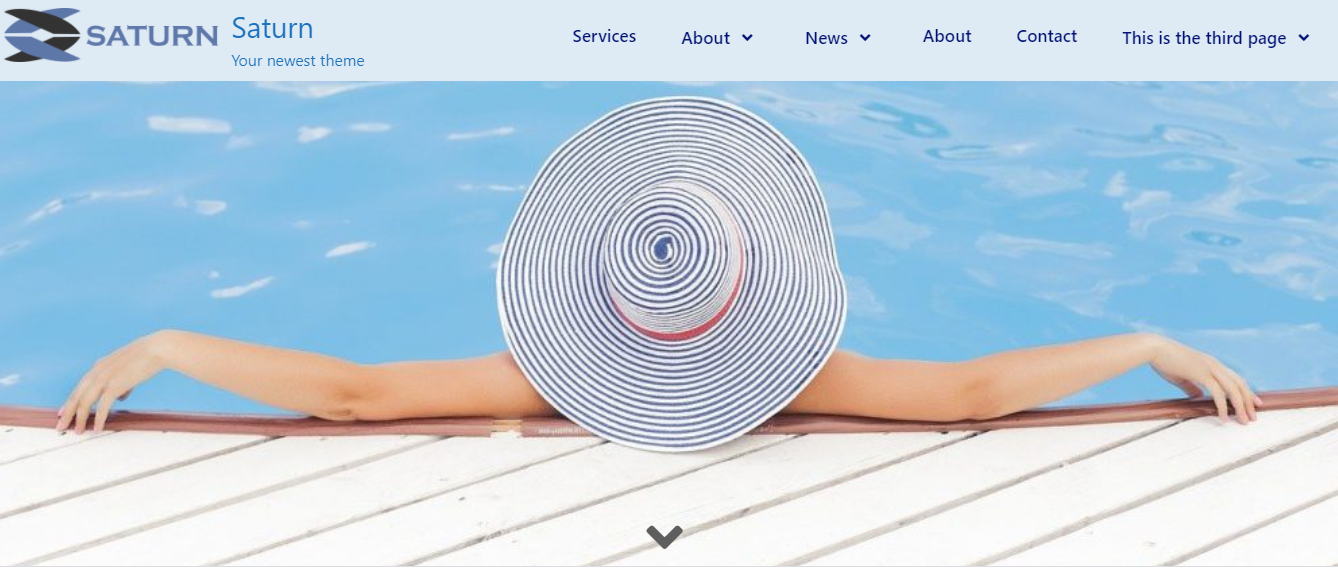 SATURN
Saturn
Your newest theme
Services
About
News
About
Contact
This is the third page